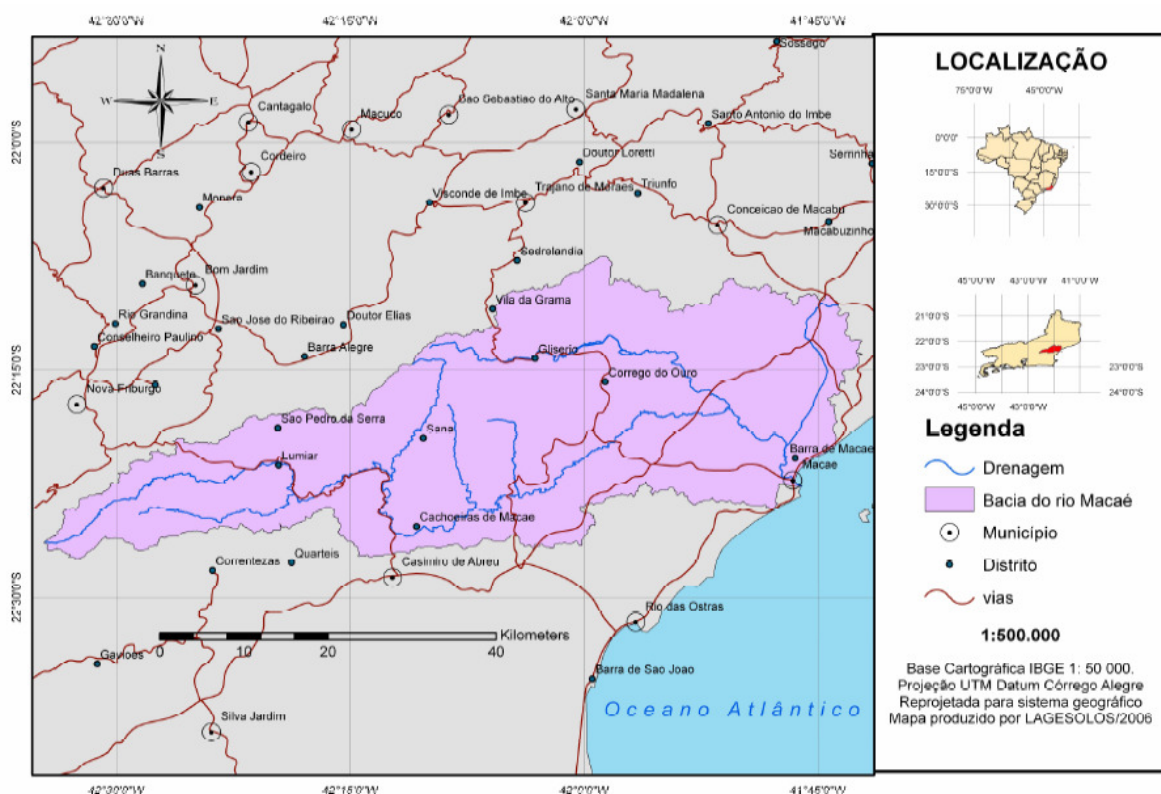 42°30'0"W 42°15'0"W 42°00'0"W 41°45'0"W
N
W E
S
Sossego
Cantagalo
Macuco
Sao Sebastiao do Alto
Santa Maria Madalena
Santo Antonio do Imbe
22°0'0"S
Cordeiro
Doutor Loretti
Duas Barras
Monera
Visconde de Imbe
Trajano de Moraes
Triunfo
Conceicao de Macabu
Macabuzinho
Sodrelandia
Banquete
Bom Jardim
Vila da Grama
Rio Grandina
Sao Jose do Ribeirao
Doutor Elias
Conselheiro Paulino
Barra Alegre
Gliserio
22°15'0"S
Corrego do Ouro
Nova Friburgo
Sao Pedro da Serra
Sana
Lumiar
Barra de Macae
Macae
Cachoeiras de Macae
Correntezas
Quarteis
Casimiro de Abreu
22°30'0"S
Rio das Ostras
Kilometers
0 10 20 40
Gavioes
Barra de Sao Joao
Silva Jardim
Oceano Atlântico
42°30'0"W 42°15'0"W 42°00'0"W 41°45'0"W
LOCALIZAÇÃO
75°0'0"W 45°0'0"W
0°0'0"
15°0'0"S
30°0'0"S
45°0'0"W 43°0'0"W 41°0'0"W
21°0'0"S
22°0'0"S
23°0'0"S 23°0'0"S
24°0'0"S 24°0'0"S
45°0'0"W 43°0'0"W
Legenda
Drenagem
Bacia do rio Macaé
Município
Distrito
vias
1:500.000
Base Cartográfica IBGE 1: 50 000.
Projeção UTM Datum Córrego Alegre
Reprojetada para sistema geográfico
Mapa produzido por LAGESOLOS/2006